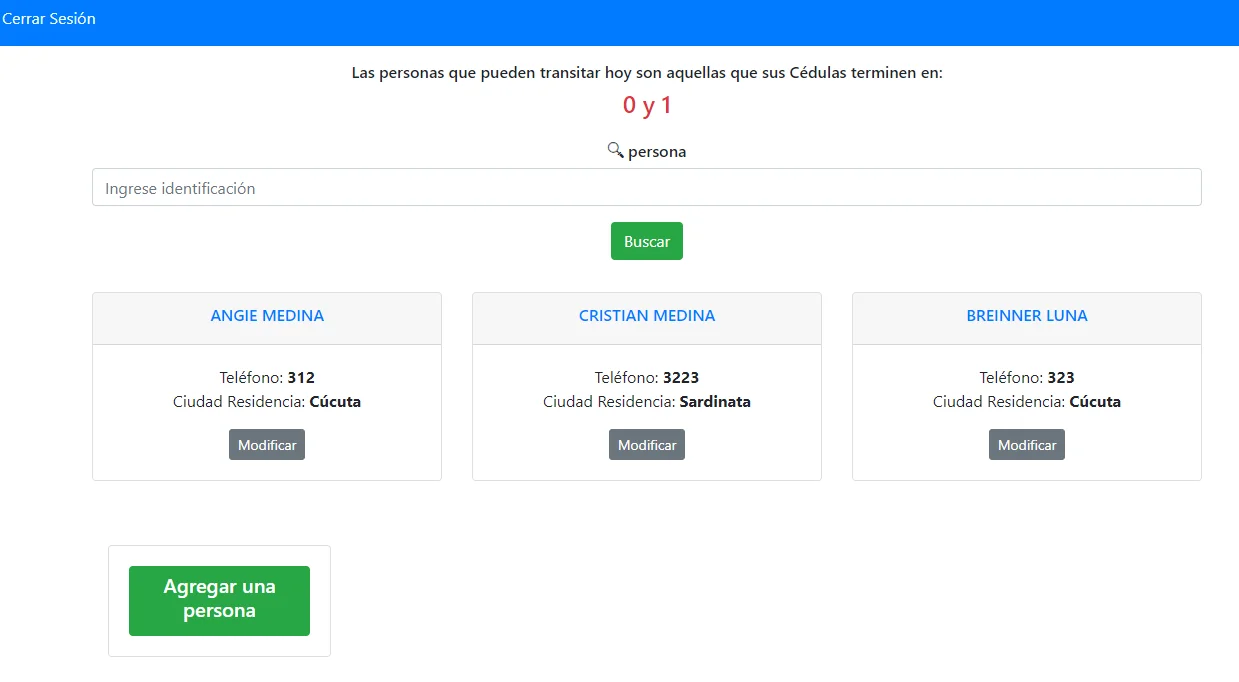 Cerrar Sesión
Las personas que pueden transitar hoy son aquellas que sus Cédulas terminen en:
0 y 1
persona
Ingrese identificación
Buscar
ANGIE MEDINA
Teléfono: 312
Ciudad Residencia: Cúcuta
Modificar
CRISTIAN MEDINA
Teléfono: 3223
Ciudad Residencia: Sardinata
Modificar
BREINNER LUNA
Teléfono: 323
Ciudad Residencia: Cúcuta
Modificar
Agregar una
persona